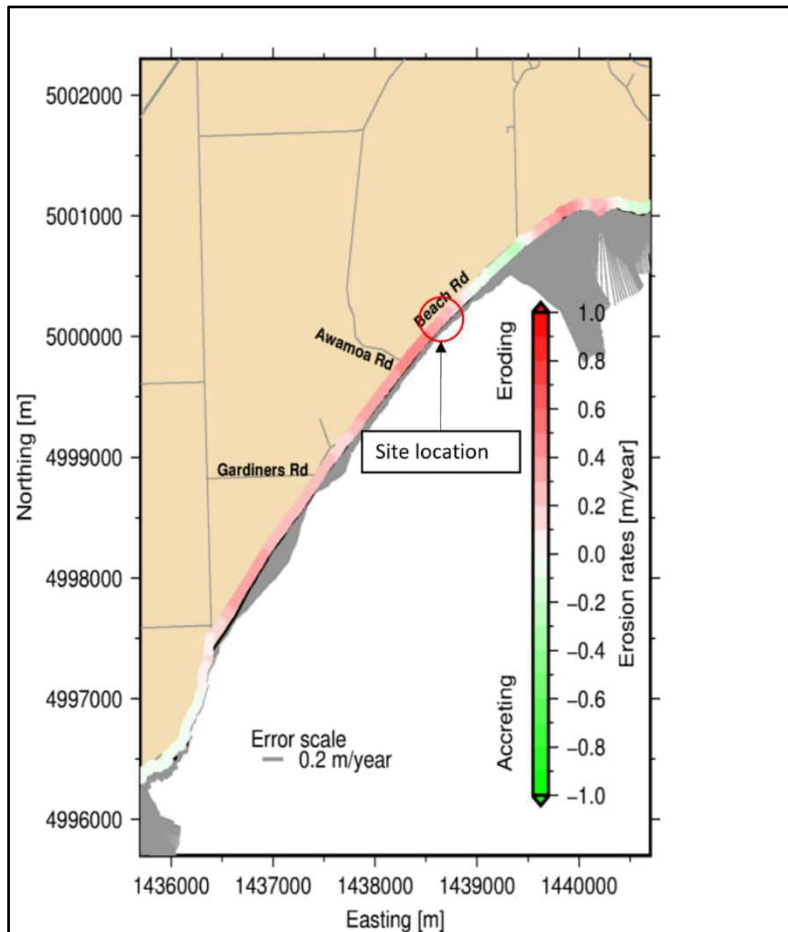 5002000
5001000
5000000
4999000
4998000
4997000
4996000
Northing [m]
Beach Rd
Awamoa Rd
Gardiners Rd
Site location
Error scale
0.2 m/year
Eroding
Accreting
1.0
0.8
0.6
0.4
0.2
0.0
−0.2
−0.4
−0.6
−0.8
−1.0
Erosion rates [m/year]
1436000 1437000 1438000 1439000 1440000
Easting [m]